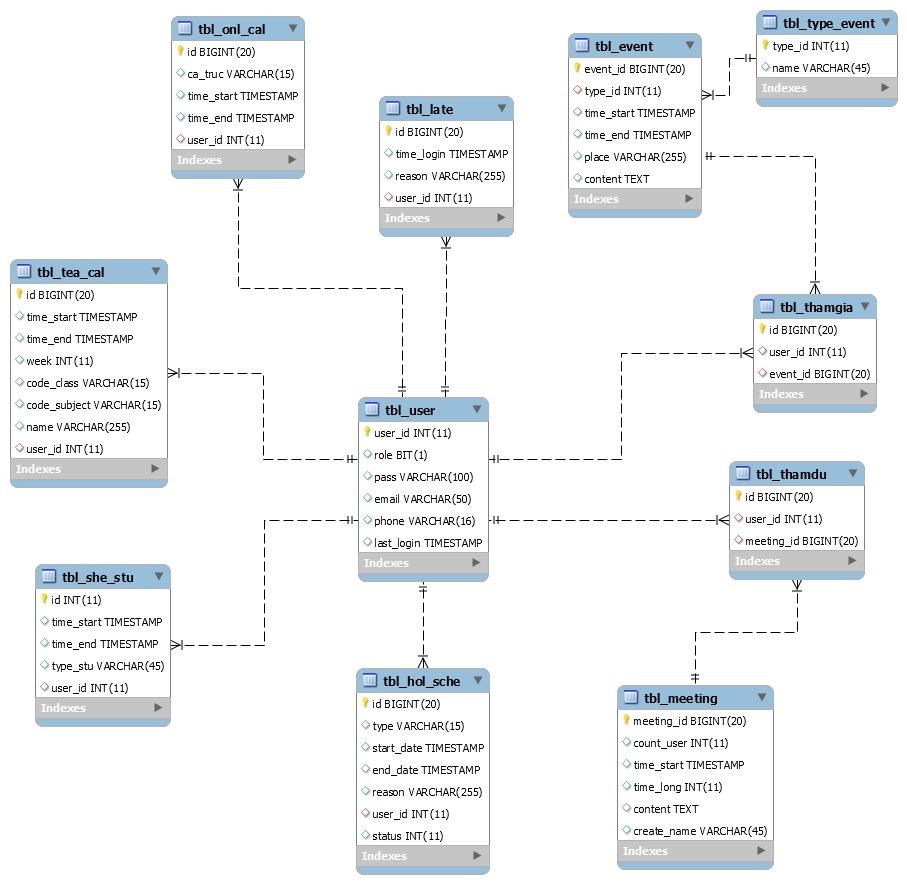 tbl_onl_cal
id BIGINT(20)
ca_truc VARCHAR(15)
time_start TIMESTAMP
time_end TIMESTAMP
user_id INT(11)
Indexes
tbl_late
id BIGINT(20)
time_login TIMESTAMP
reason VARCHAR(255)
user_id INT(11)
Indexes
tbl_event
event_id BIGINT(20)
type_id INT(11)
time_start TIMESTAMP
time_end TIMESTAMP
place VARCHAR(255)
content TEXT
Indexes
tbl_type_event
type_id INT(11)
name VARCHAR(45)
Indexes
tbl_tea_cal
id BIGINT(20)
time_start TIMESTAMP
time_end TIMESTAMP
week INT(11)
code_class VARCHAR(15)
code_subject VARCHAR(15)
name VARCHAR(255)
user_id INT(11)
Indexes
tbl_thamgia
id BIGINT(20)
user_id INT(11)
event_id BIGINT(20)
Indexes
tbl_user
user_id INT(11)
role BIT(1)
pass VARCHAR(100)
email VARCHAR(50)
phone VARCHAR(16)
last_login TIMESTAMP
Indexes
tbl_thamdu
id BIGINT(20)
user_id INT(11)
meeting_id BIGINT(20)
Indexes
tbl_she_stu
id INT(11)
time_start TIMESTAMP
time_end TIMESTAMP
type_stu VARCHAR(45)
user_id INT(11)
Indexes
tbl_hol_sche
id BIGINT(20)
type VARCHAR(15)
start_date TIMESTAMP
end_date TIMESTAMP
reason VARCHAR(255)
user_id INT(11)
status INT(11)
Indexes
tbl_meeting
meeting_id BIGINT(20)
count_user INT(11)
time_start TIMESTAMP
time_long INT(11)
content TEXT
create_name VARCHAR(45)
Indexes